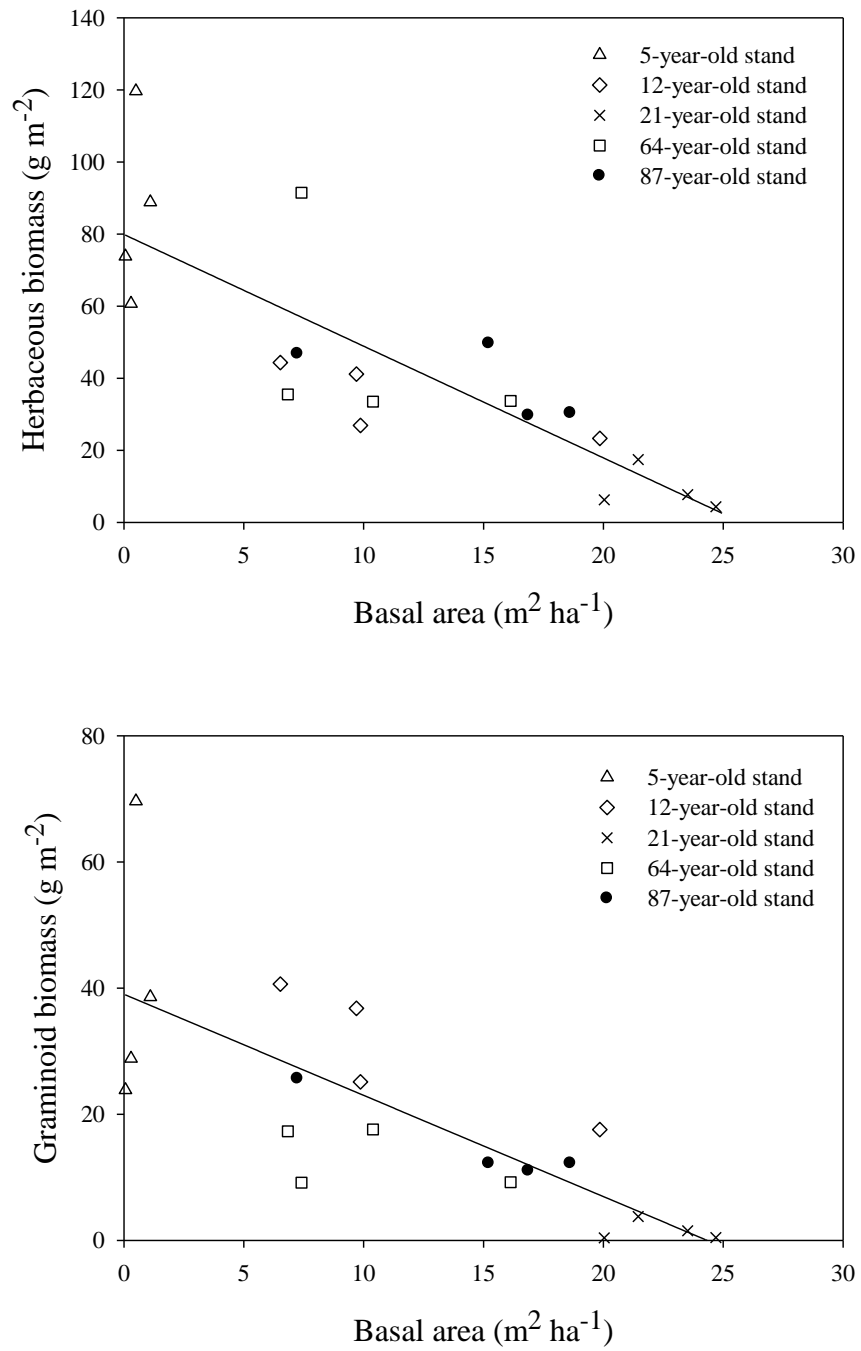 140
120
100
80
60
40
20
0
Herbaceous biomass (g m-2)
5-year-old stand
12-year-old stand
21-year-old stand
64-year-old stand
87-year-old stand
0 5 10 15 20 25 30
Basal area (m2 ha-1)
80
60
40
20
0
Graminoid biomass (g m-2)
5-year-old stand
12-year-old stand
21-year-old stand
64-year-old stand
87-year-old stand
0 5 10 15 20 25 30
Basal area (m2 ha-1)